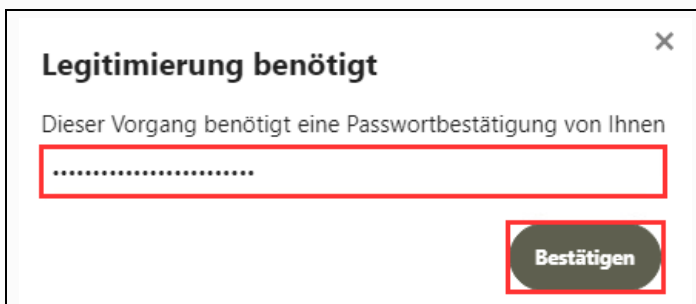 Legitimierung benötigt
Dieser Vorgang benötigt eine Passwortbestätigung von Ihnen
Bestätigen